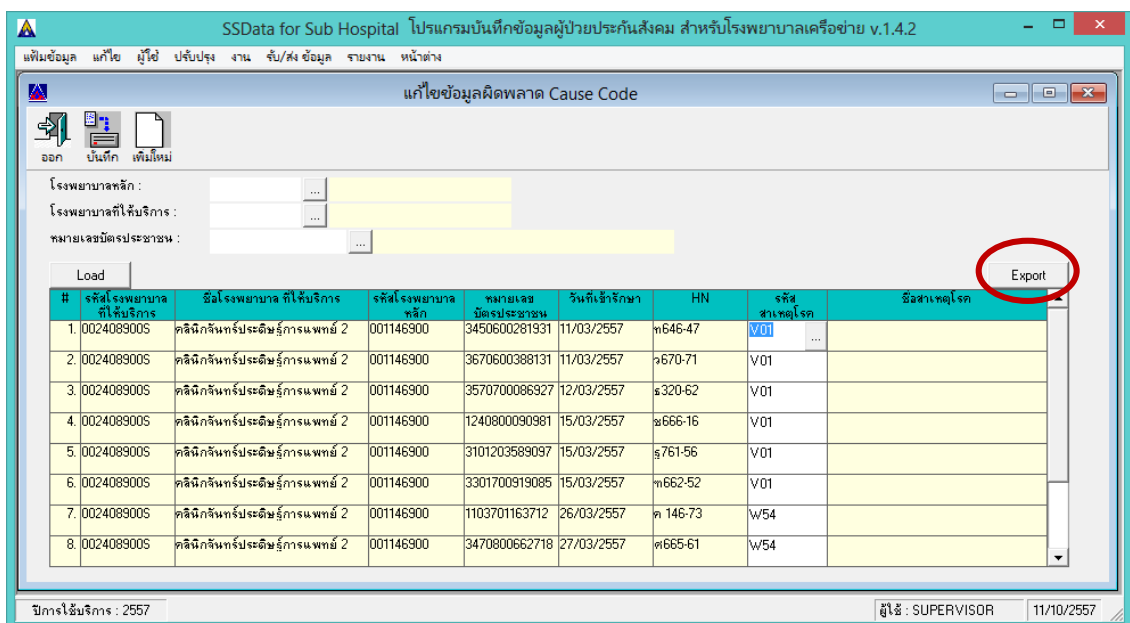 SSData for Sub Hospital โปรแกรมบันทึกข้อมูลผู้ป่วยประกันสังคม สำหรับโรงพยาบาลเครือข่าย v.1.4.2
แฟ้มข้อมูล แก้ไข ผู้ใช้ ปรับปรุง งาน รับ/ส่ง ข้อมูล รายงาน หน้าต่าง
แก้ไขข้อมูลผิดพลาด Cause Code
ออก บันทึก เพิ่มใหม่
โรงพยาบาลหลัก : ...
โรงพยาบาลที่ให้บริการ : ...
หมายเลขบัตรประชาชน : ...
Load Export
# รหัสโรงพยาบาล ชื่อโรงพยาบาล ที่ให้บริการ รหัสโรงพยาบาล หมายเลข วันที่เข้ารักษา HN รหัส ชื่อสาเหตุโรค
ที่ให้บริการ หลัก บัตรประชาชน สาเหตุโรค
1. 002408900S คลินิกจันทร์ประดิษฐ์การแพทย์ 2 001146900 3450600281931 11/03/2557 ท646-47 V01 ...
2. 002408900S คลินิกจันทร์ประดิษฐ์การแพทย์ 2 001146900 3670600388131 11/03/2557 ว670-71 V01
3. 002408900S คลินิกจันทร์ประดิษฐ์การแพทย์ 2 001146900 3570700086927 12/03/2557 ธ320-62 V01
4. 002408900S คลินิกจันทร์ประดิษฐ์การแพทย์ 2 001146900 1240800090981 15/03/2557 ช666-16 V01
5. 002408900S คลินิกจันทร์ประดิษฐ์การแพทย์ 2 001146900 3101203589097 15/03/2557 รุ761-56 V01
6. 002408900S คลินิกจันทร์ประดิษฐ์การแพทย์ 2 001146900 3301700919085 15/03/2557 ท662-52 V01
7. 002408900S คลินิกจันทร์ประดิษฐ์การแพทย์ 2 001146900 1103701163712 26/03/2557 ค 146-73 W54
8. 002408900S คลินิกจันทร์ประดิษฐ์การแพทย์ 2 001146900 3470800662718 27/03/2557 ศ665-61 W54
ปีการใช้บริการ : 2557 ผู้ใช้ : SUPERVISOR 11/10/2557